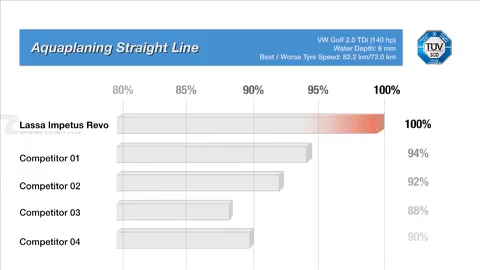 Aquaplaning Straight Line
VW Golf 2.0 TDi (140 hp)
Water Depth: 8 mm
Best / Worse Tyre Speed: 82.2 km/72.0 km
TÜV
SÜD
80% 85% 90% 95% 100%
Lassa Impetus Revo 100%
Competitor 01 94%
Competitor 02 92%
Competitor 03 88%
Competitor 04 90%